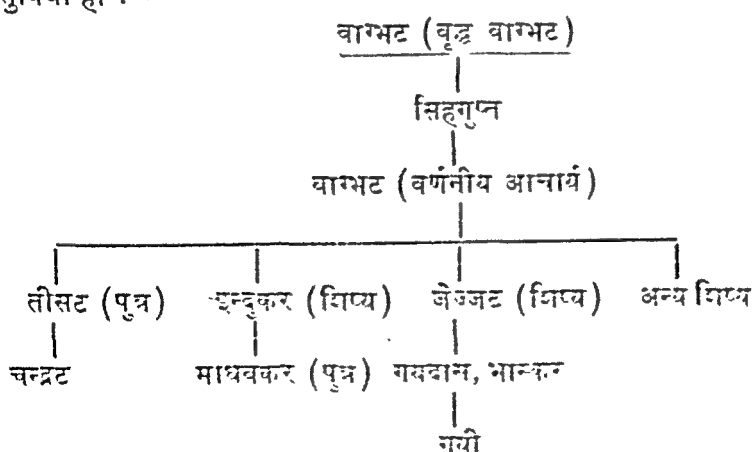 वाग्भट (वृद्ध वाग्भट)
सिहगुप्त
वाग्भट (वर्णनीय आचार्य)
तीसट (पुत्र) इन्दुकर (शिष्य) जेज्जट (शिष्य) अन्य शिष्य
चन्द्रट माधवकर (पुत्र) गयदास, भास्कर
गयी